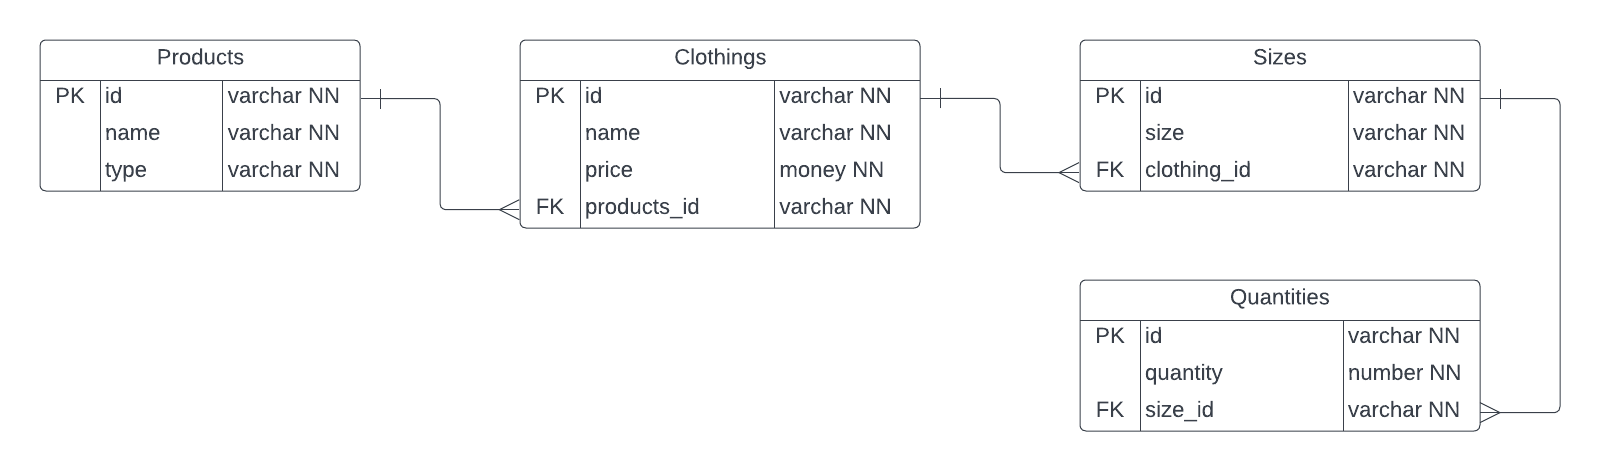 Products
PK id varchar NN
name varchar NN
type varchar NN
Clothings
PK id varchar NN
name varchar NN
price money NN
FK products_id varchar NN
Sizes
PK id varchar NN
size varchar NN
FK clothing_id varchar NN
Quantities
PK id varchar NN
quantity number NN
FK size_id varchar NN